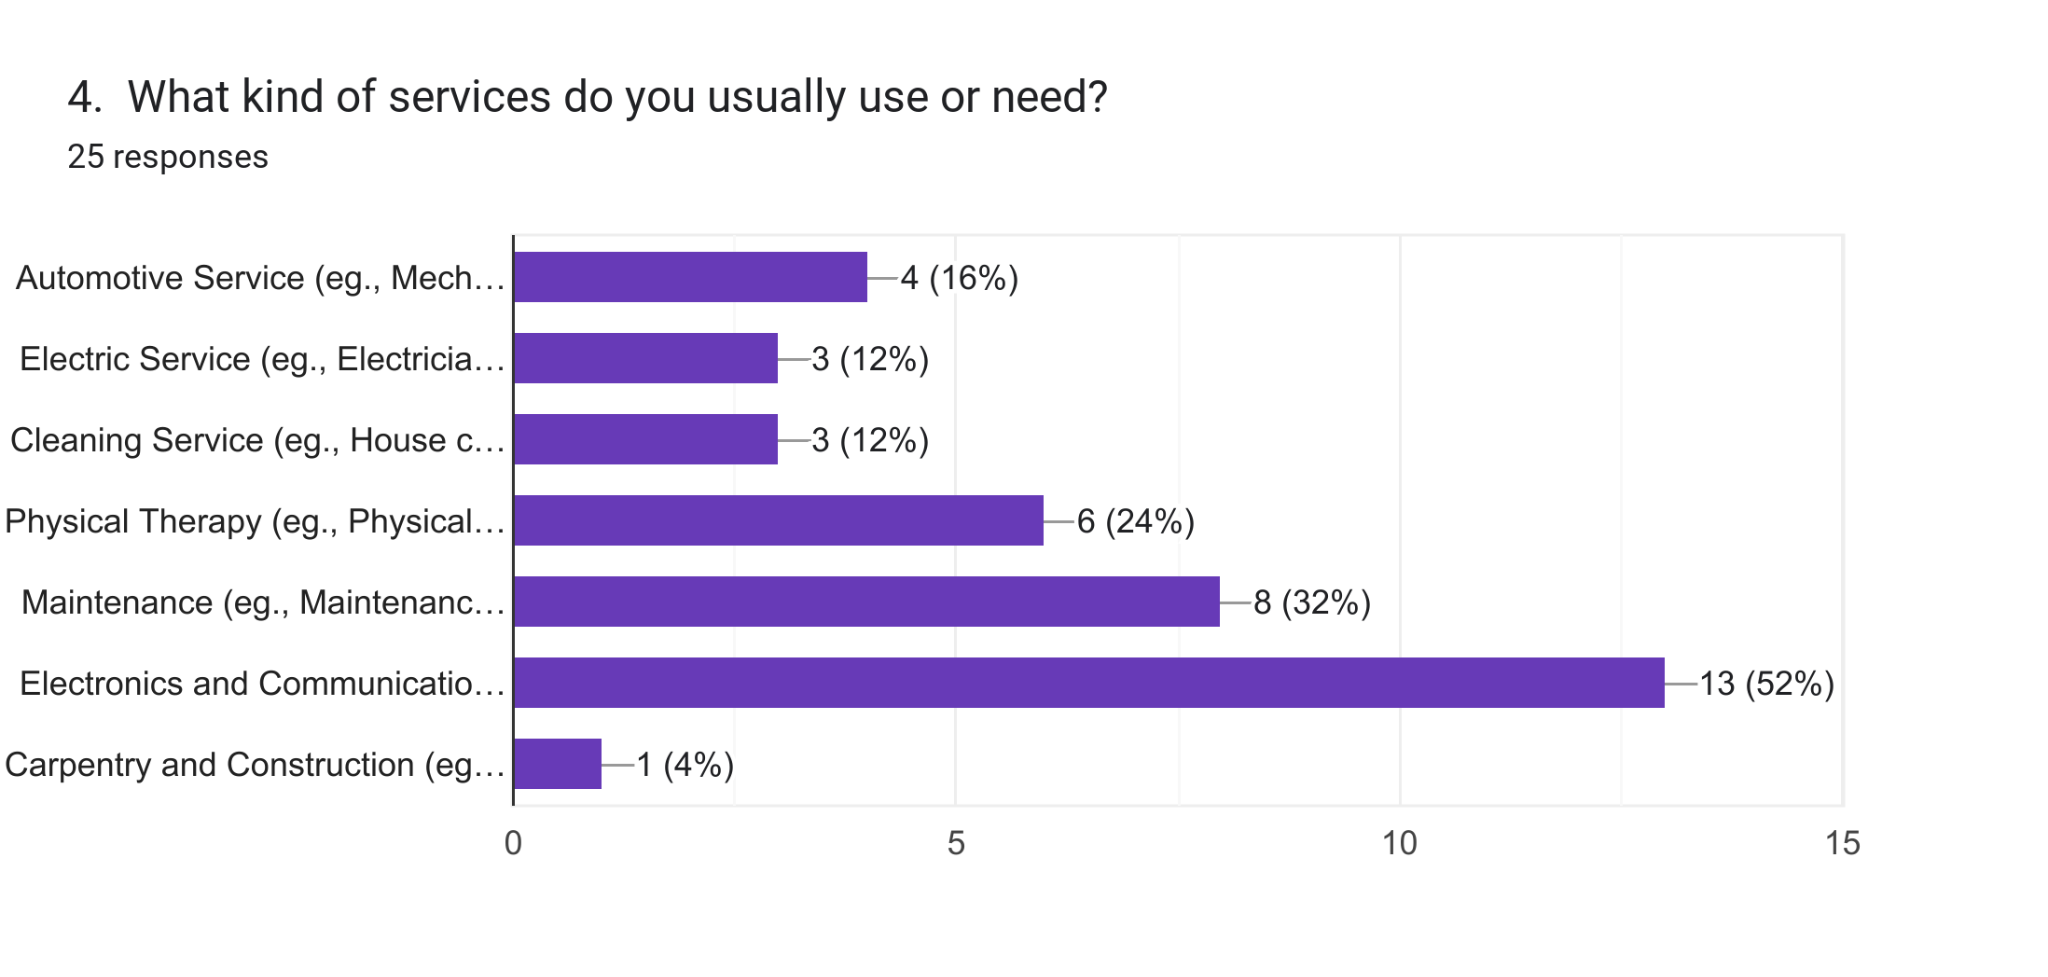 4. What kind of services do you usually use or need?
25 responses
Automotive Service (eg., Mech… 4 (16%)
Electric Service (eg., Electricia… 3 (12%)
Cleaning Service (eg., House c… 3 (12%)
Physical Therapy (eg., Physical… 6 (24%)
Maintenance (eg., Maintenanc… 8 (32%)
Electronics and Communicatio… 13 (52%)
Carpentry and Construction (eg… 1 (4%)
0 5 10 15